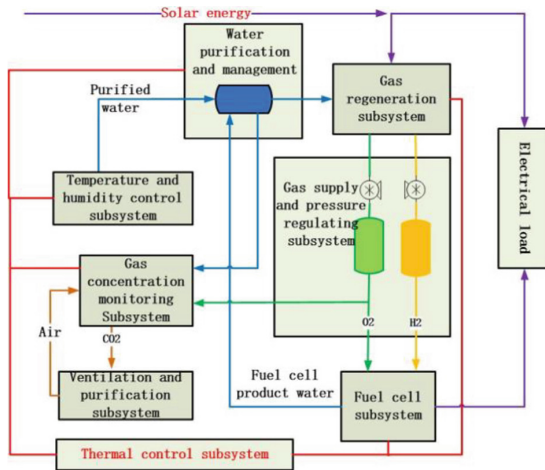 Solar energy
Water
purification
and management
Purified
water
Gas
regeneration
subsystem
Temperature and
humidity control
subsystem
Gas supply
and pressure
regulating
subsystem
Electrical load
Gas
concentration
monitoring
Subsystem
O2
H2
Air
CO2
Ventilation and
purification
subsystem
Fuel cell
product water
Fuel cell
subsystem
Thermal control subsystem